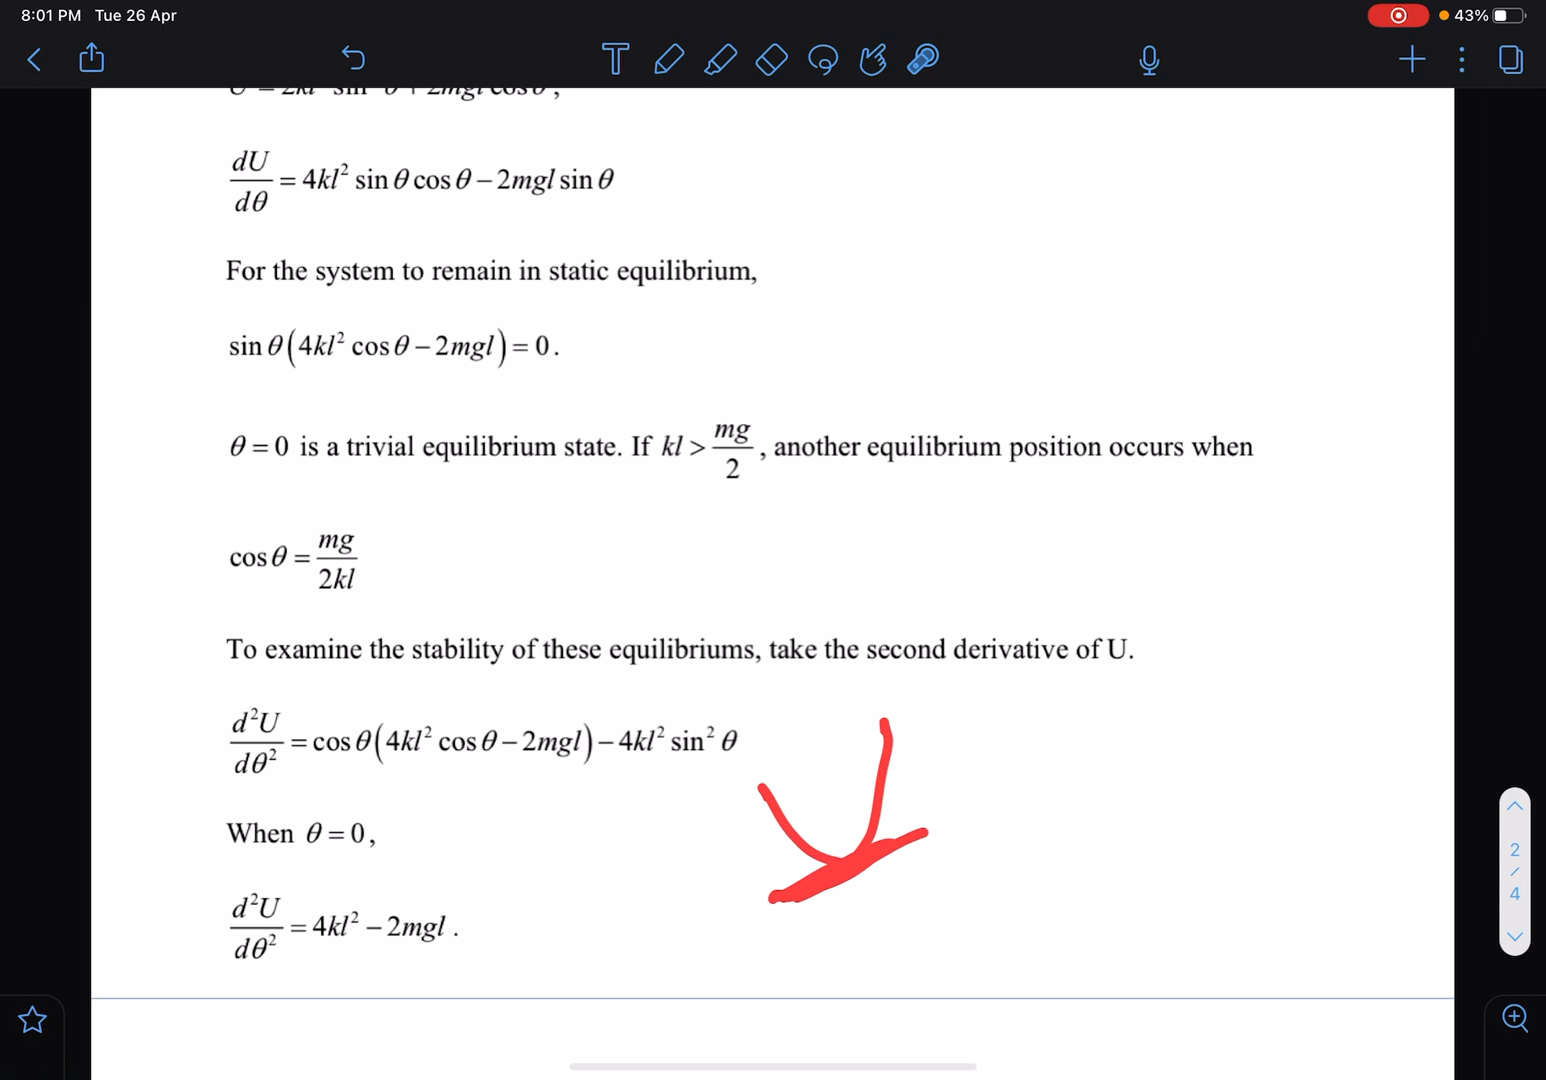 8:01 PM Tue 26 Apr
43%
dU/dθ = 4kl² sin θ cos θ − 2mgl sin θ
For the system to remain in static equilibrium,
sin θ (4kl² cos θ − 2mgl) = 0.
θ = 0 is a trivial equilibrium state. If kl > mg/2, another equilibrium position occurs when
cos θ = mg/2kl
To examine the stability of these equilibriums, take the second derivative of U.
d²U/dθ² = cos θ (4kl² cos θ − 2mgl) − 4kl² sin² θ
When θ = 0,
d²U/dθ² = 4kl² − 2mgl.
2
/
4